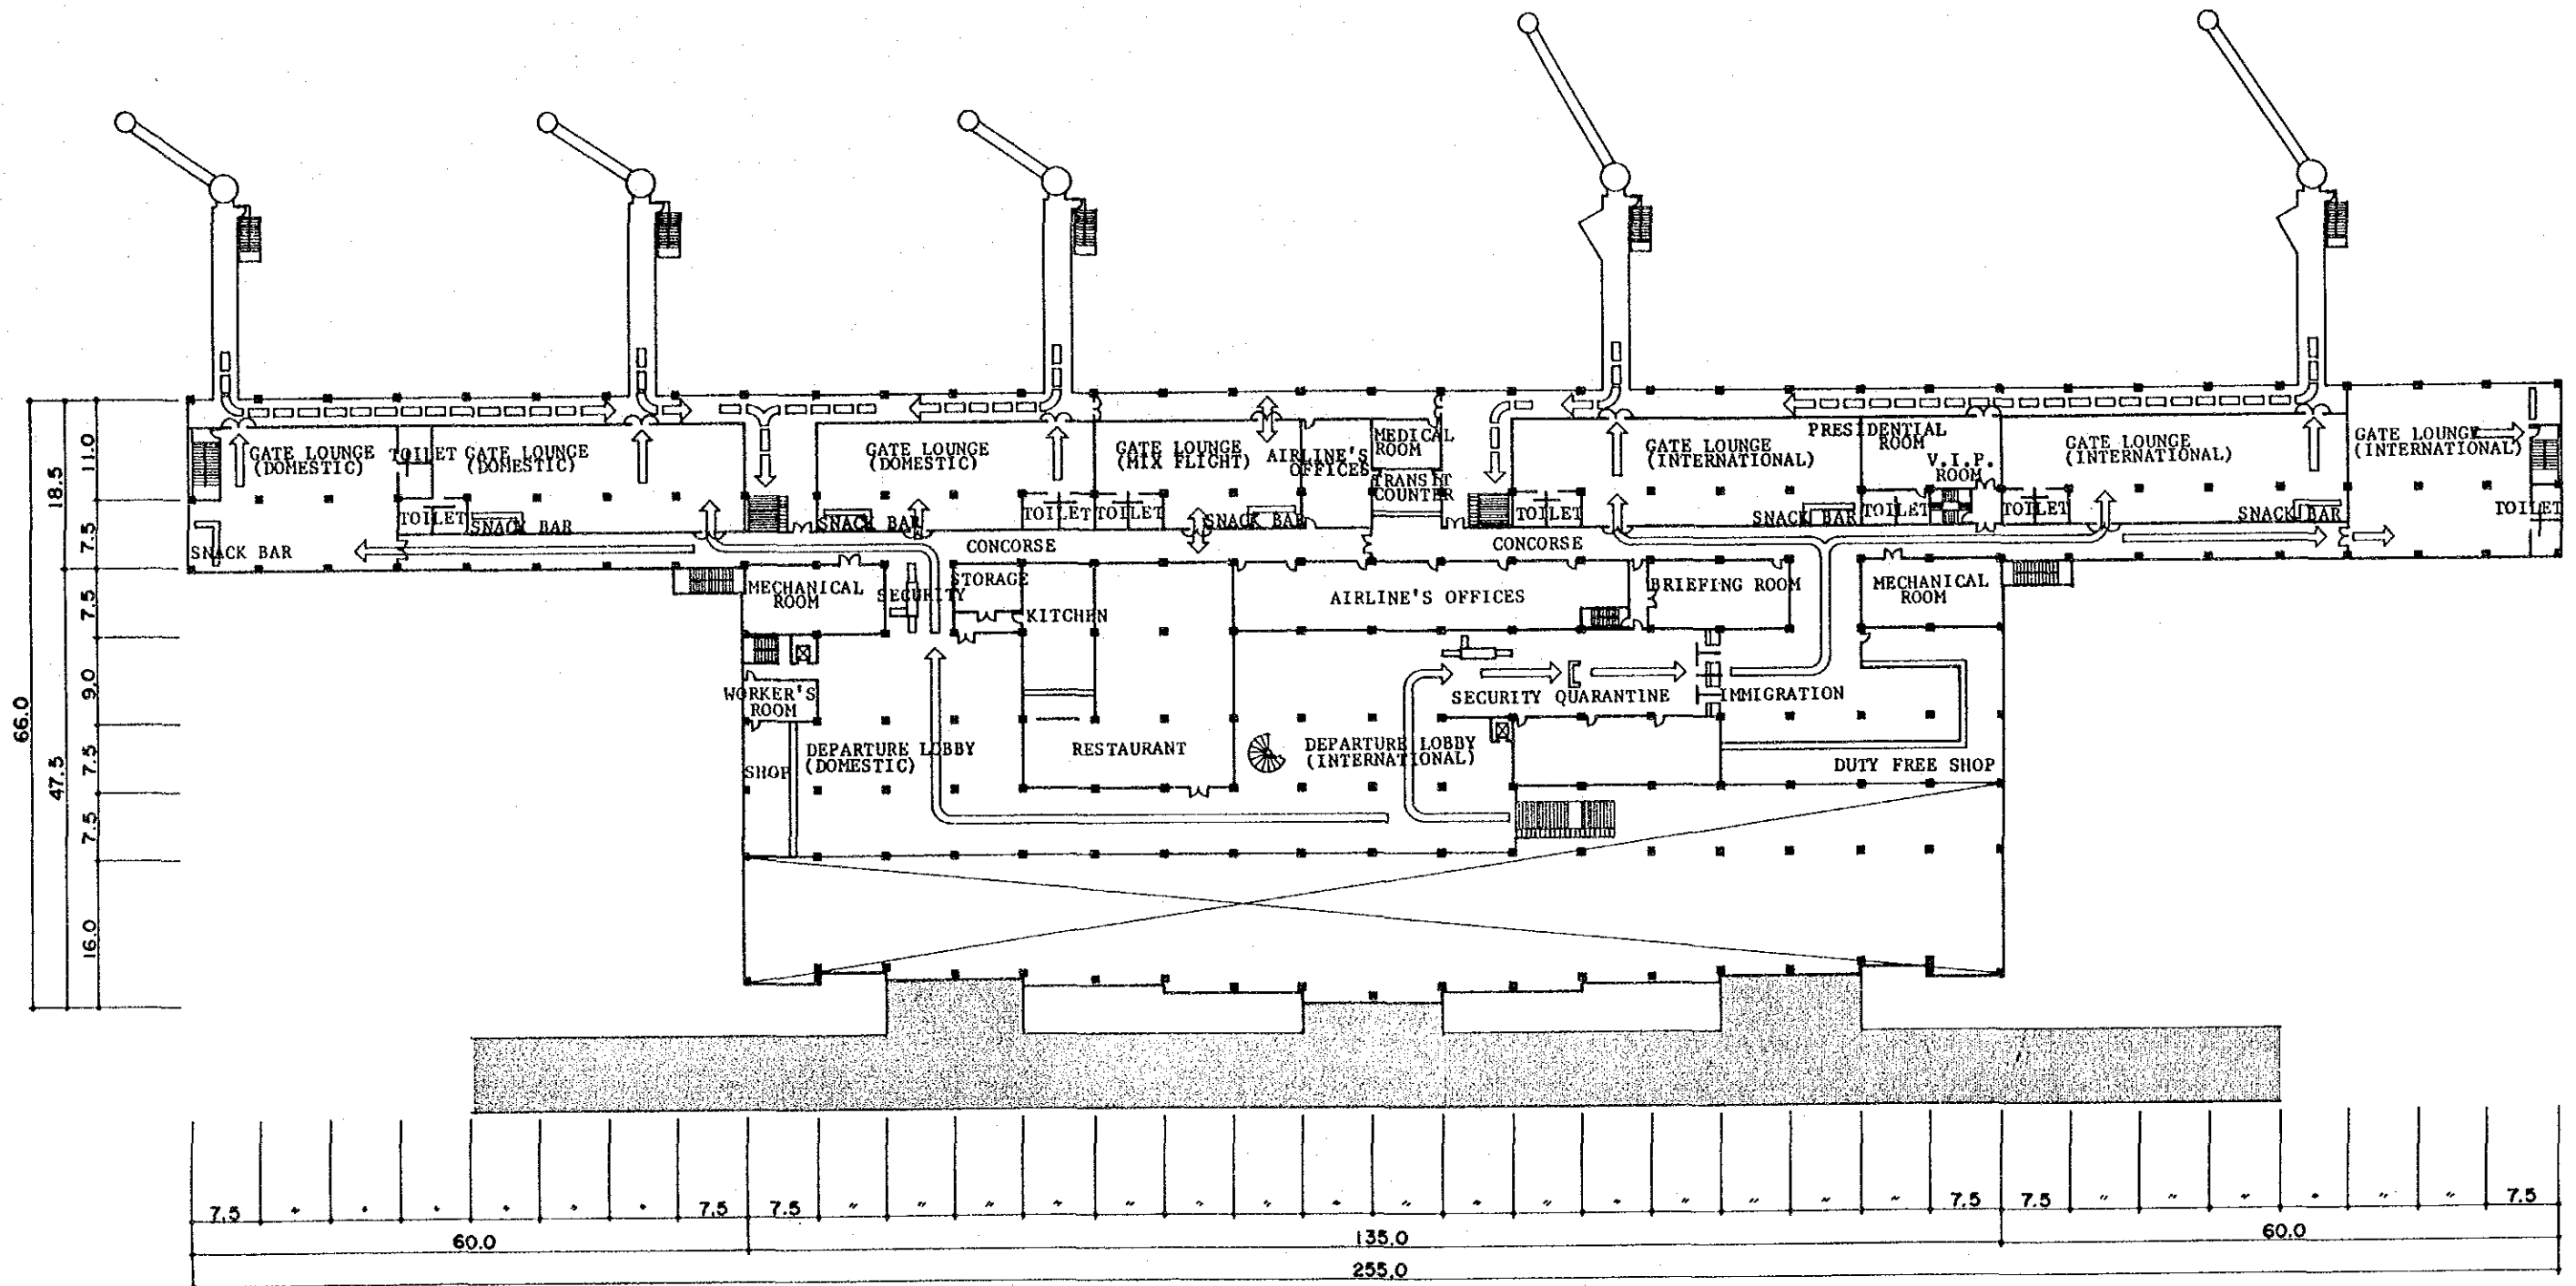 GATE LOUNGE
(DOMESTIC)
TOILET
GATE LOUNGE
(DOMESTIC)
GATE LOUNGE
(DOMESTIC)
GATE LOUNGE
(MIX FLIGHT)
AIRLINE'S
OFFICES
MEDICAL
ROOM
TRANSIT
COUNTER
GATE LOUNGE
(INTERNATIONAL)
PRESIDENTIAL
ROOM
V.I.P.
ROOM
GATE LOUNGE
(INTERNATIONAL)
GATE LOUNGE
(INTERNATIONAL)
SNACK BAR
TOILET
SNACK BAR
SNACK BAR
TOILET
TOILET
SNACK BAR
TOILET
SNACK BAR
TOILET
TOILET
SNACK BAR
TOILET
CONCORSE
CONCORSE
MECHANICAL
ROOM
SECURITY
STORAGE
KITCHEN
AIRLINE'S OFFICES
BRIEFING ROOM
MECHANICAL
ROOM
WORKER'S
ROOM
SECURITY QUARANTINE
IMMIGRATION
SHOP
DEPARTURE LOBBY
(DOMESTIC)
RESTAURANT
DEPARTURE LOBBY
(INTERNATIONAL)
DUTY FREE SHOP
66.0
18.5
47.5
11.0
7.5
7.5
9.0
7.5
7.5
16.0
7.5 " " " " " " 7.5 7.5 " " " " " " " " " " " " " " " " 7.5 7.5 " " " " " " 7.5
60.0 135.0 60.0
255.0